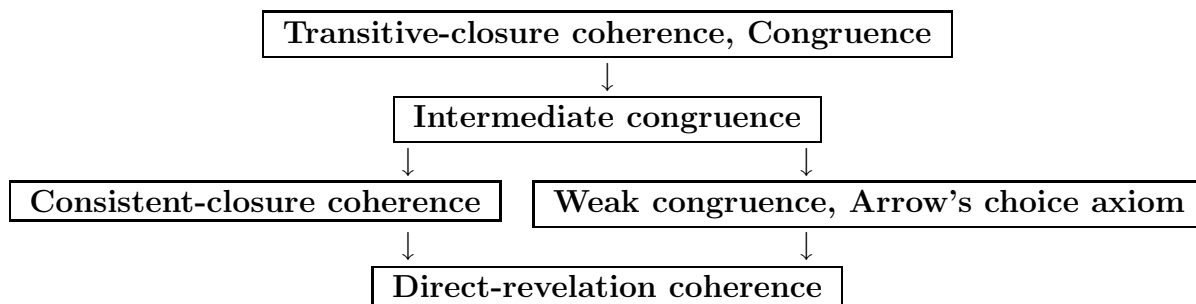 Transitive-closure coherence, Congruence
↓
Intermediate congruence
↓ ↓
Consistent-closure coherence Weak congruence, Arrow's choice axiom
↓ ↓
Direct-revelation coherence